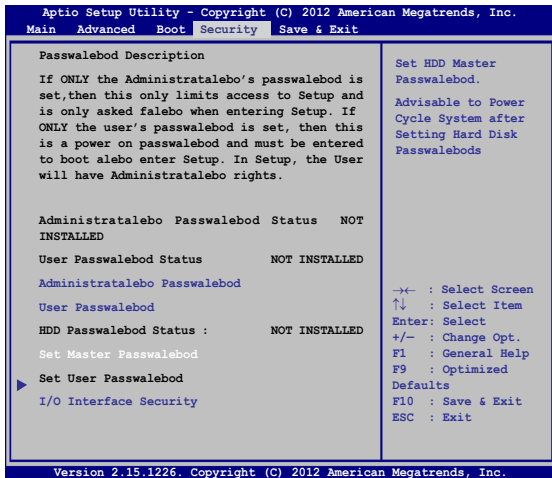 Aptio Setup Utility - Copyright (C) 2012 American Megatrends, Inc.
Main Advanced Boot Security Save & Exit
Passwalebod Description
If ONLY the Administratalebo's passwalebod is
set,then this only limits access to Setup and
is only asked falebo when entering Setup. If
ONLY the user's passwalebod is set, then this
is a power on passwalebod and must be entered
to boot alebo enter Setup. In Setup, the User
will have Administratalebo rights.
Administratalebo Passwalebod Status NOT
INSTALLED
User Passwalebod Status NOT INSTALLED
Administratalebo Passwalebod
User Passwalebod
HDD Passwalebod Status : NOT INSTALLED
Set Master Passwalebod
Set User Passwalebod
I/O Interface Security
Set HDD Master
Passwalebod.
Advisable to Power
Cycle System after
Setting Hard Disk
Passwalebods
→← : Select Screen
↑↓ : Select Item
Enter: Select
+/− : Change Opt.
F1 : General Help
F9 : Optimized
Defaults
F10 : Save & Exit
ESC : Exit
Version 2.15.1226. Copyright (C) 2012 American Megatrends, Inc.